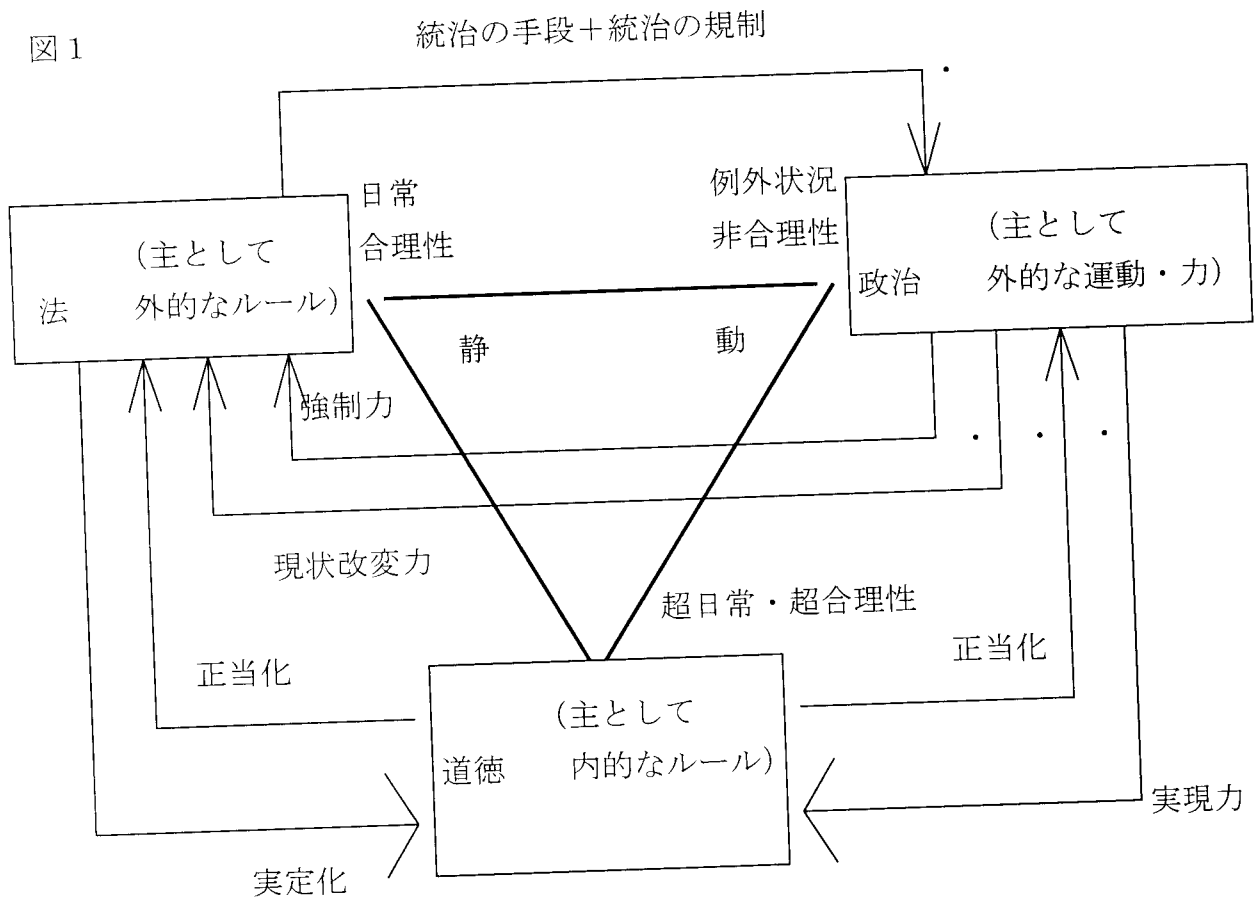 図1
統治の手段+統治の規制
日常
合理性
例外状況
非合理性
(主として
法 外的なルール)
(主として
政治 外的な運動・力)
静
動
強制力
現状改変力
超日常・超合理性
正当化
正当化
(主として
道徳 内的なルール)
実現力
実定化